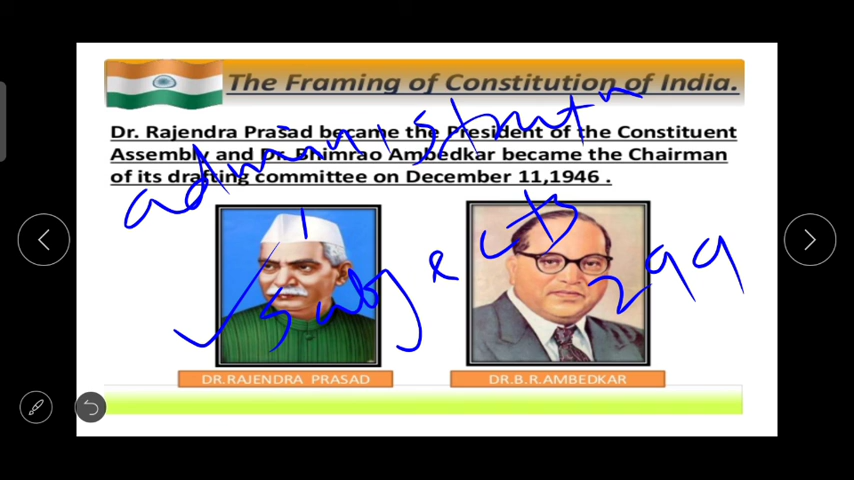 The Framing of Constitution of India.
Dr. Rajendra Prasad became the President of the Constituent
Assembly and Dr. Bhimrao Ambedkar became the Chairman
of its drafting committee on December 11,1946 .
administratn
subjects
299
DR.RAJENDRA PRASAD
DR.B.R.AMBEDKAR